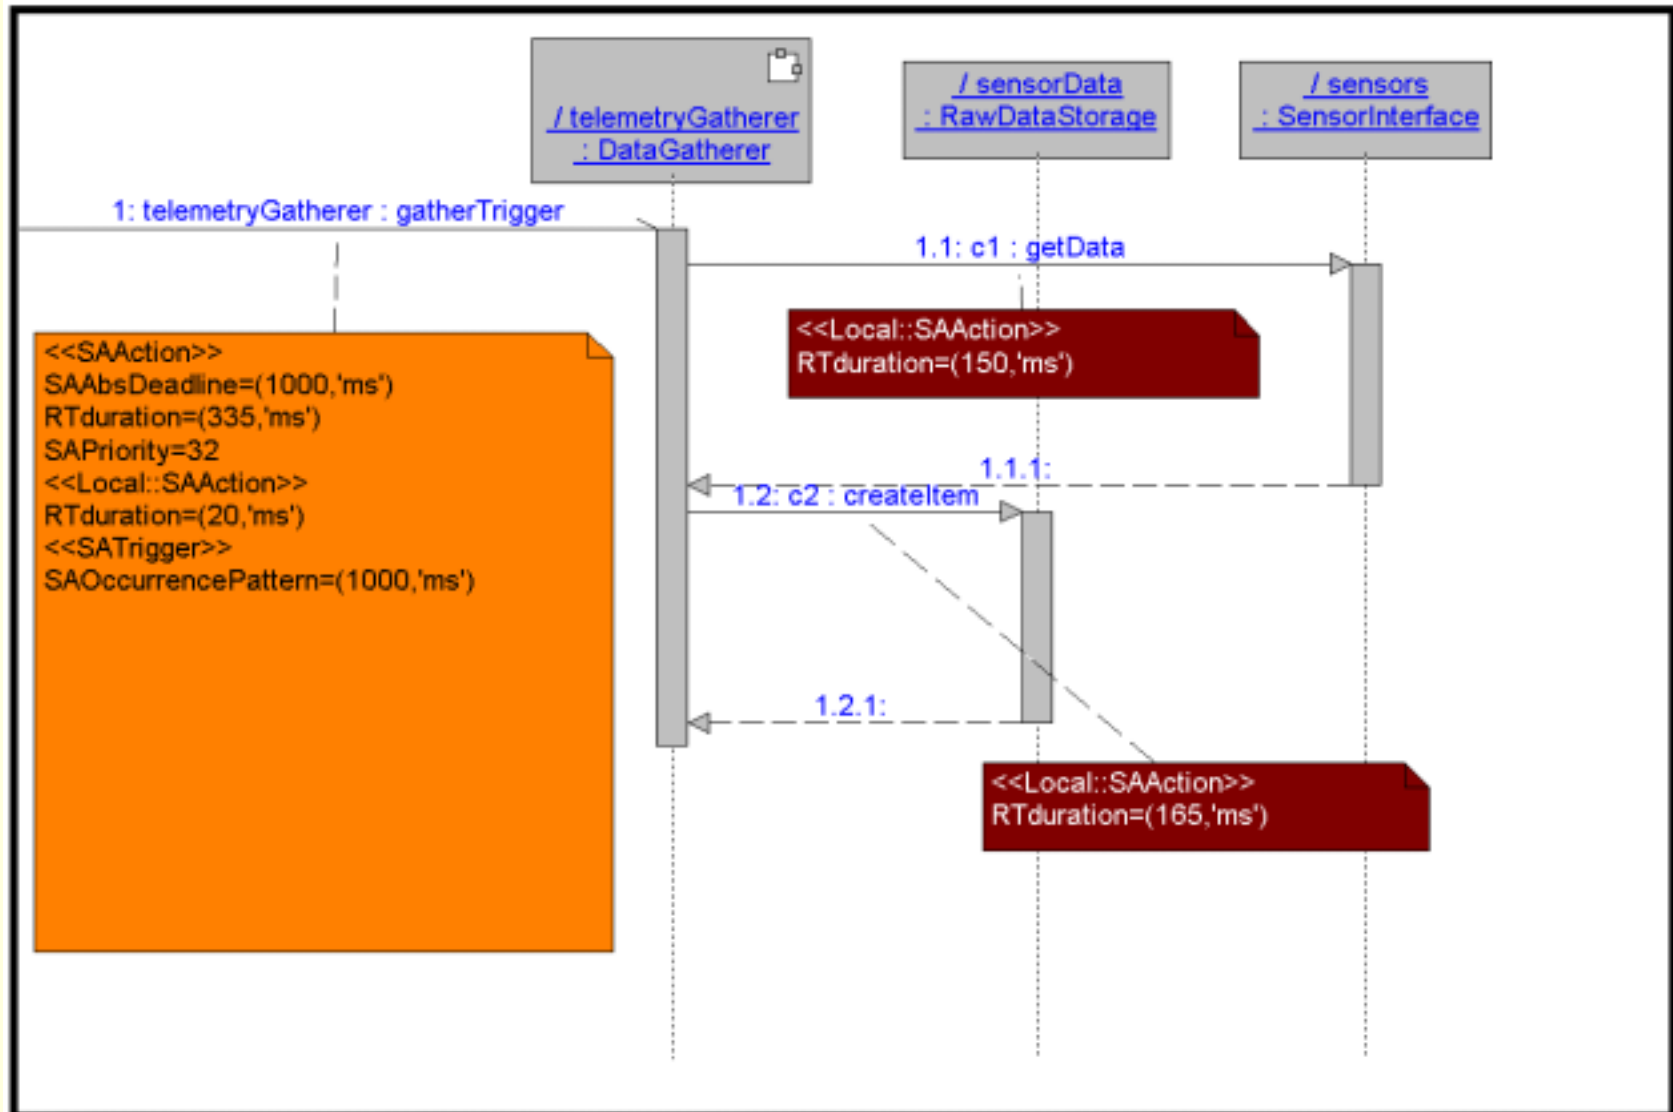 / telemetryGatherer
: DataGatherer
/ sensorData
: RawDataStorage
/ sensors
: SensorInterface
1: telemetryGatherer : gatherTrigger
1.1: c1 : getData
<<Local::SAAction>>
RTduration=(150,'ms')
<<SAAction>>
SAAbsDeadline=(1000,'ms')
RTduration=(335,'ms')
SAPriority=32
<<Local::SAAction>>
RTduration=(20,'ms')
<<SATrigger>>
SAOccurrencePattern=(1000,'ms')
1.1.1:
1.2: c2 : createItem
1.2.1:
<<Local::SAAction>>
RTduration=(165,'ms')